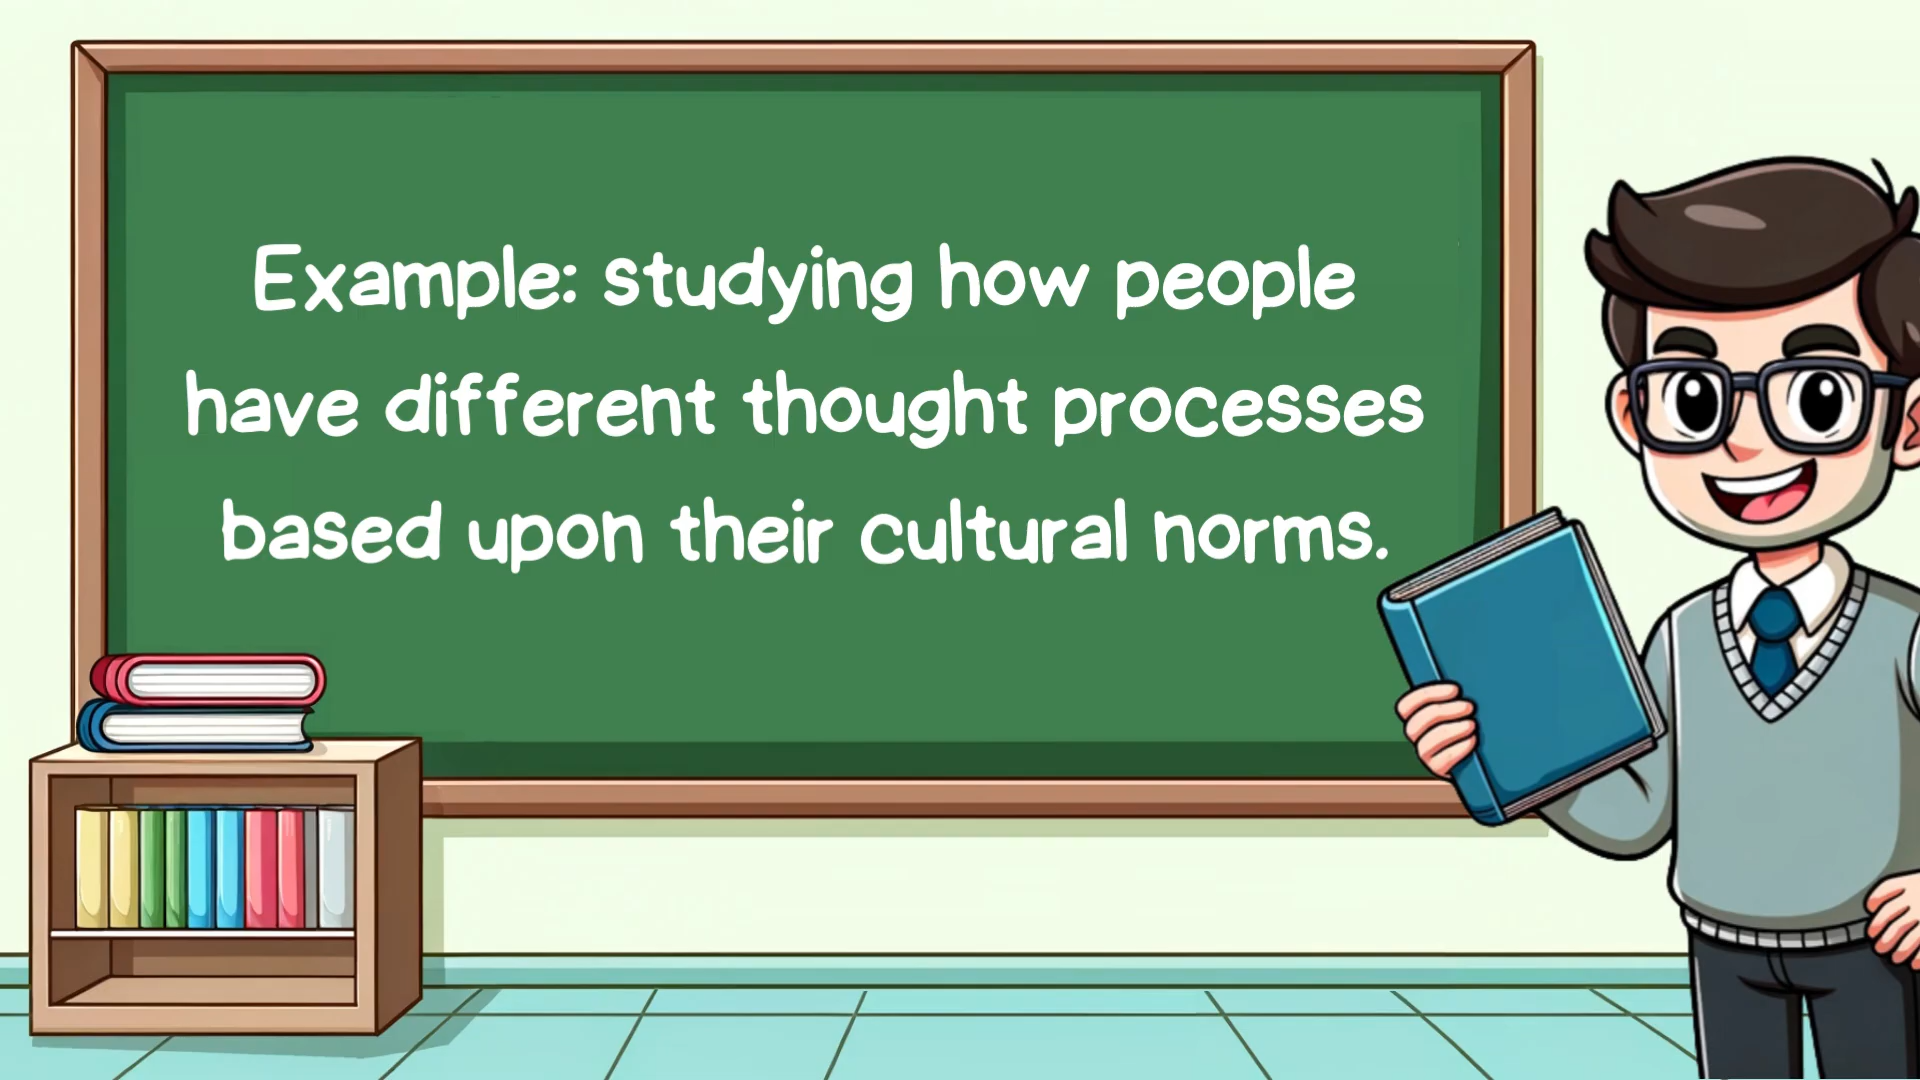 Example: studying how people
have different thought processes
based upon their cultural norms.